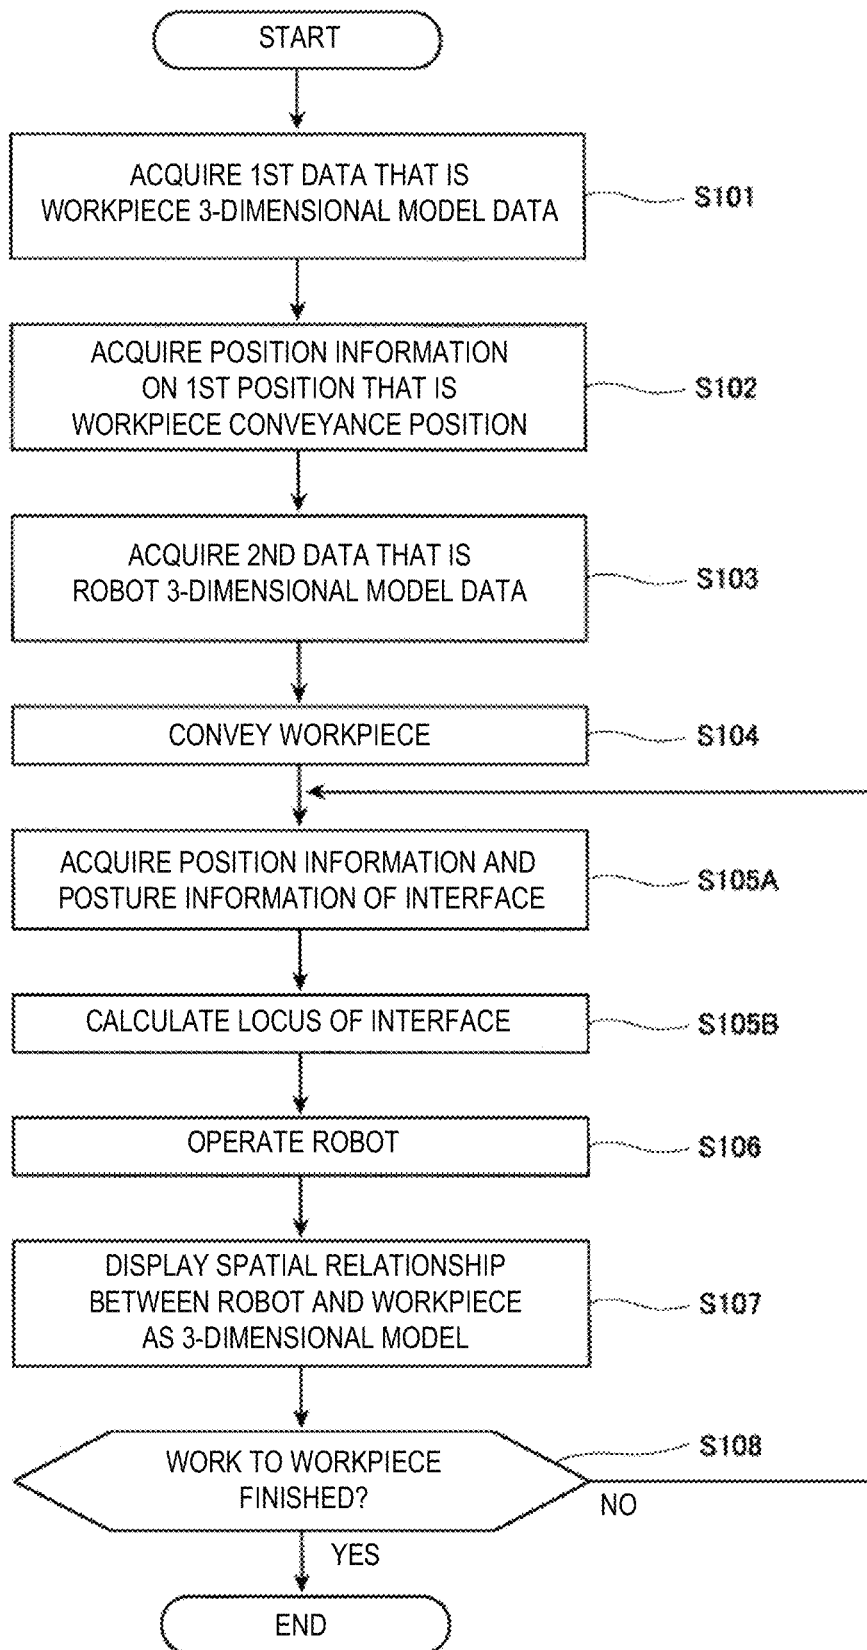 START
ACQUIRE 1ST DATA THAT IS
WORKPIECE 3-DIMENSIONAL MODEL DATA
S101
ACQUIRE POSITION INFORMATION
ON 1ST POSITION THAT IS
WORKPIECE CONVEYANCE POSITION
S102
ACQUIRE 2ND DATA THAT IS
ROBOT 3-DIMENSIONAL MODEL DATA
S103
CONVEY WORKPIECE
S104
ACQUIRE POSITION INFORMATION AND
POSTURE INFORMATION OF INTERFACE
S105A
CALCULATE LOCUS OF INTERFACE
S105B
OPERATE ROBOT
S106
DISPLAY SPATIAL RELATIONSHIP
BETWEEN ROBOT AND WORKPIECE
AS 3-DIMENSIONAL MODEL
S107
WORK TO WORKPIECE
FINISHED?
S108
NO
YES
END